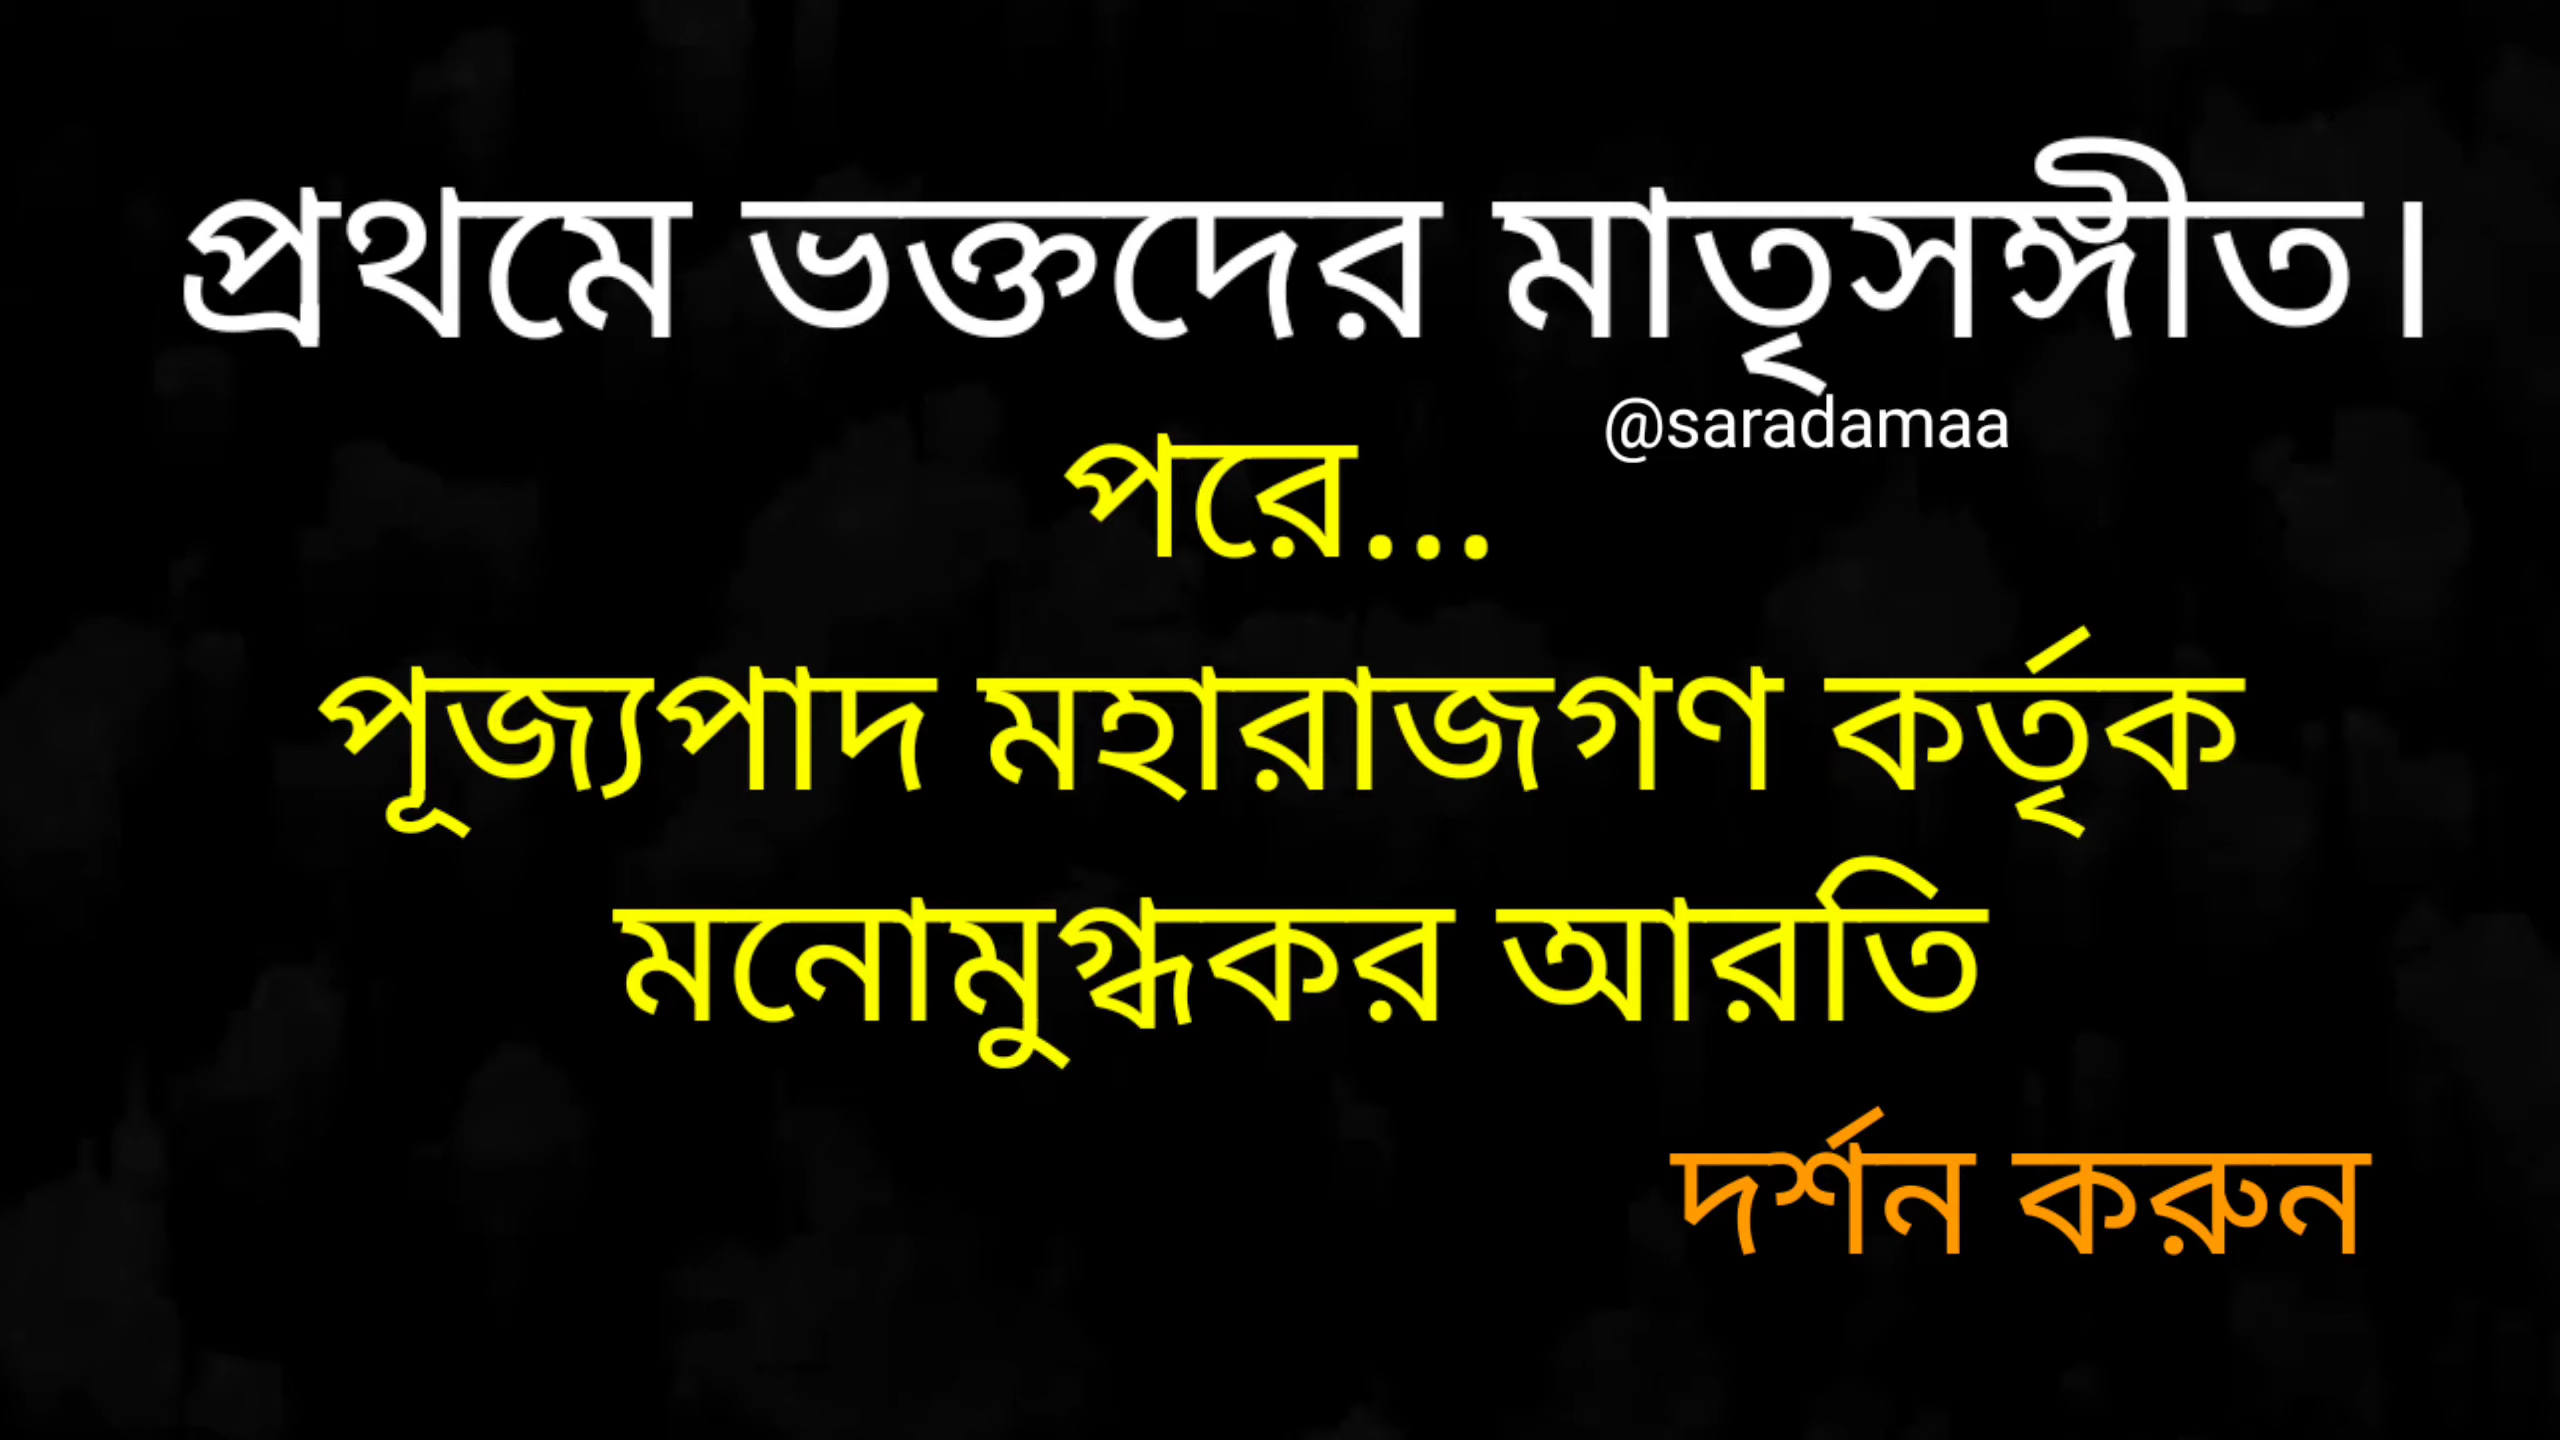 প্রথমে ভক্তদের মাতৃসঙ্গীত।
@saradamaa
পরে...
পূজ্যপাদ মহারাজগণ কর্তৃক
মনোমুগ্ধকর আরতি
দর্শন করুন